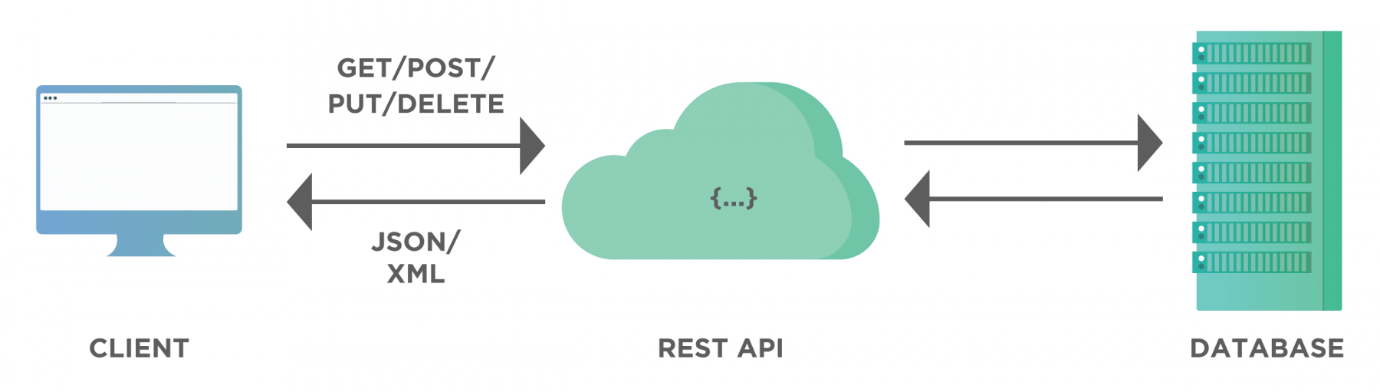 GET/POST/
PUT/DELETE
{...}
JSON/
XML
CLIENT
REST API
DATABASE